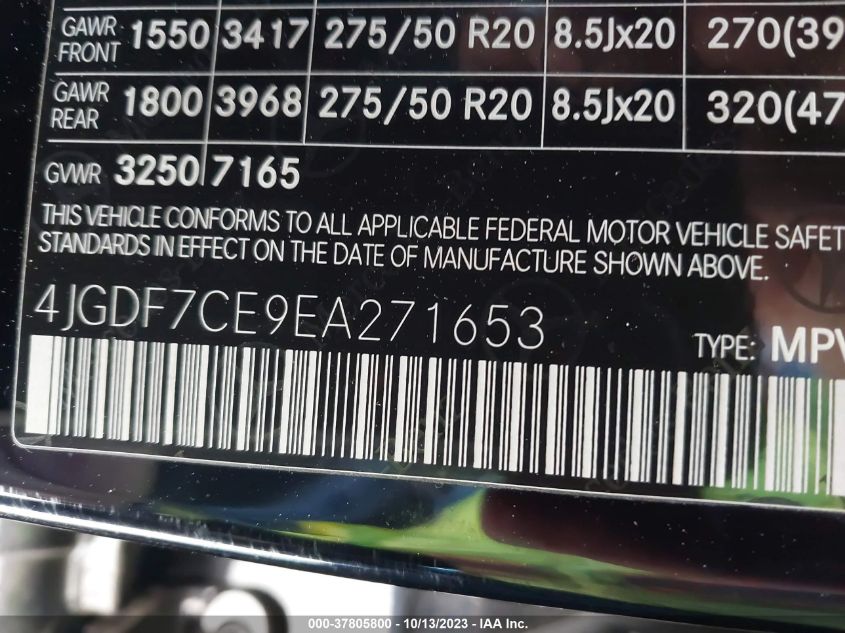 GAWR FRONT 1550 3417 275/50 R20 8.5Jx20 270(39
GAWR REAR 1800 3968 275/50 R20 8.5Jx20 320(47
GVWR 3250 7165
THIS VEHICLE CONFORMS TO ALL APPLICABLE FEDERAL MOTOR VEHICLE SAFET
STANDARDS IN EFFECT ON THE DATE OF MANUFACTURE SHOWN ABOVE.
4JGDF7CE9EA271653
TYPE: MPV
000-37805800 - 10/13/2023 - IAA Inc.